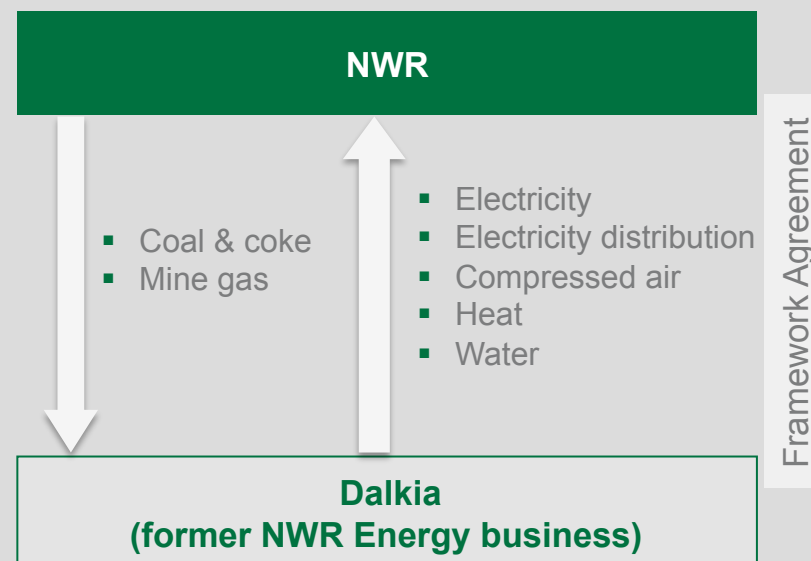 NWR
▪ Coal & coke
▪ Mine gas
▪ Electricity
▪ Electricity distribution
▪ Compressed air
▪ Heat
▪ Water
Framework Agreement
Dalkia
(former NWR Energy business)